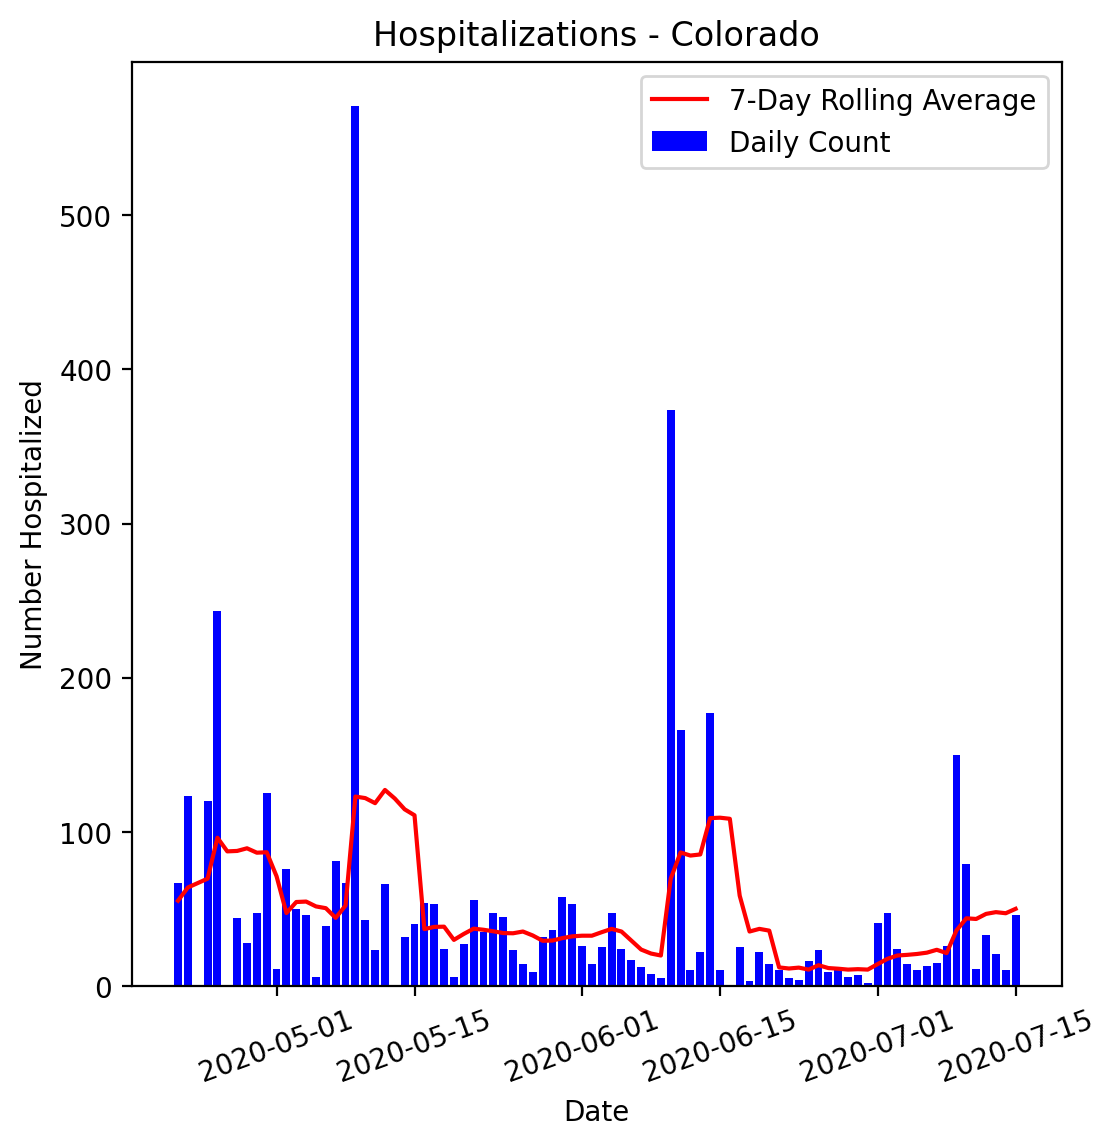 Hospitalizations - Colorado
7-Day Rolling Average
Daily Count
Number Hospitalized
500
400
300
200
100
0
2020-05-01
2020-05-15
2020-06-01
2020-06-15
2020-07-01
2020-07-15
Date